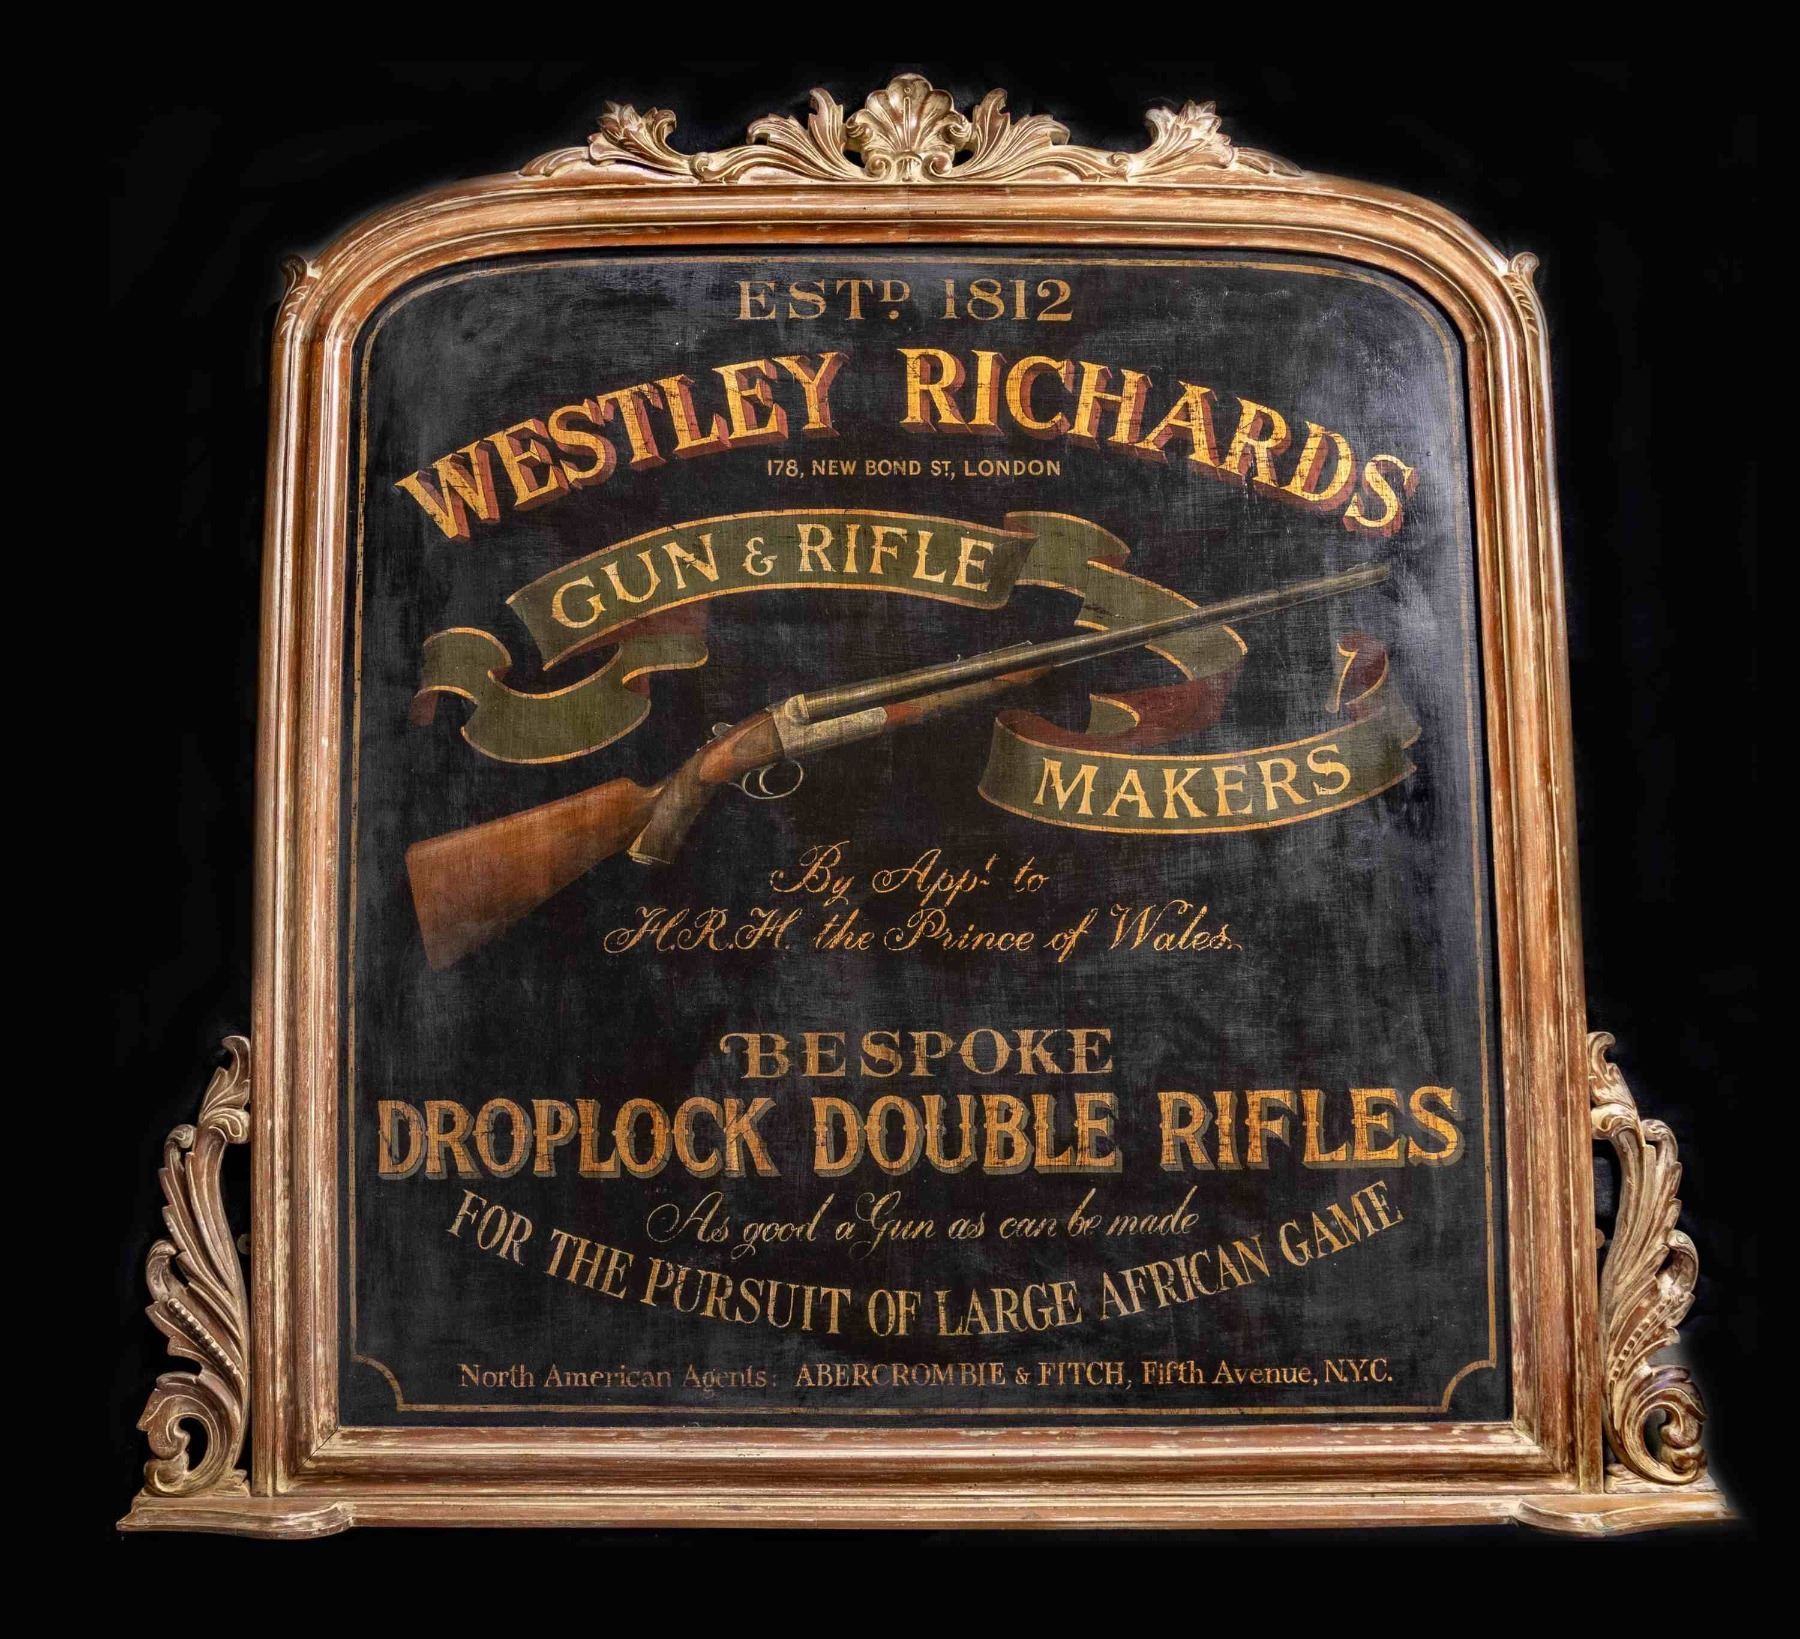 ESTD. 1812
WESTLEY RICHARDS
178, NEW BOND ST, LONDON
GUN & RIFLE
MAKERS
By Appt to
H.R.H. the Prince of Wales.
BESPOKE
DROPLOCK DOUBLE RIFLES
As good a Gun as can be made
FOR THE PURSUIT OF LARGE AFRICAN GAME
North American Agents: ABERCROMBIE & FITCH, Fifth Avenue, N.Y.C.